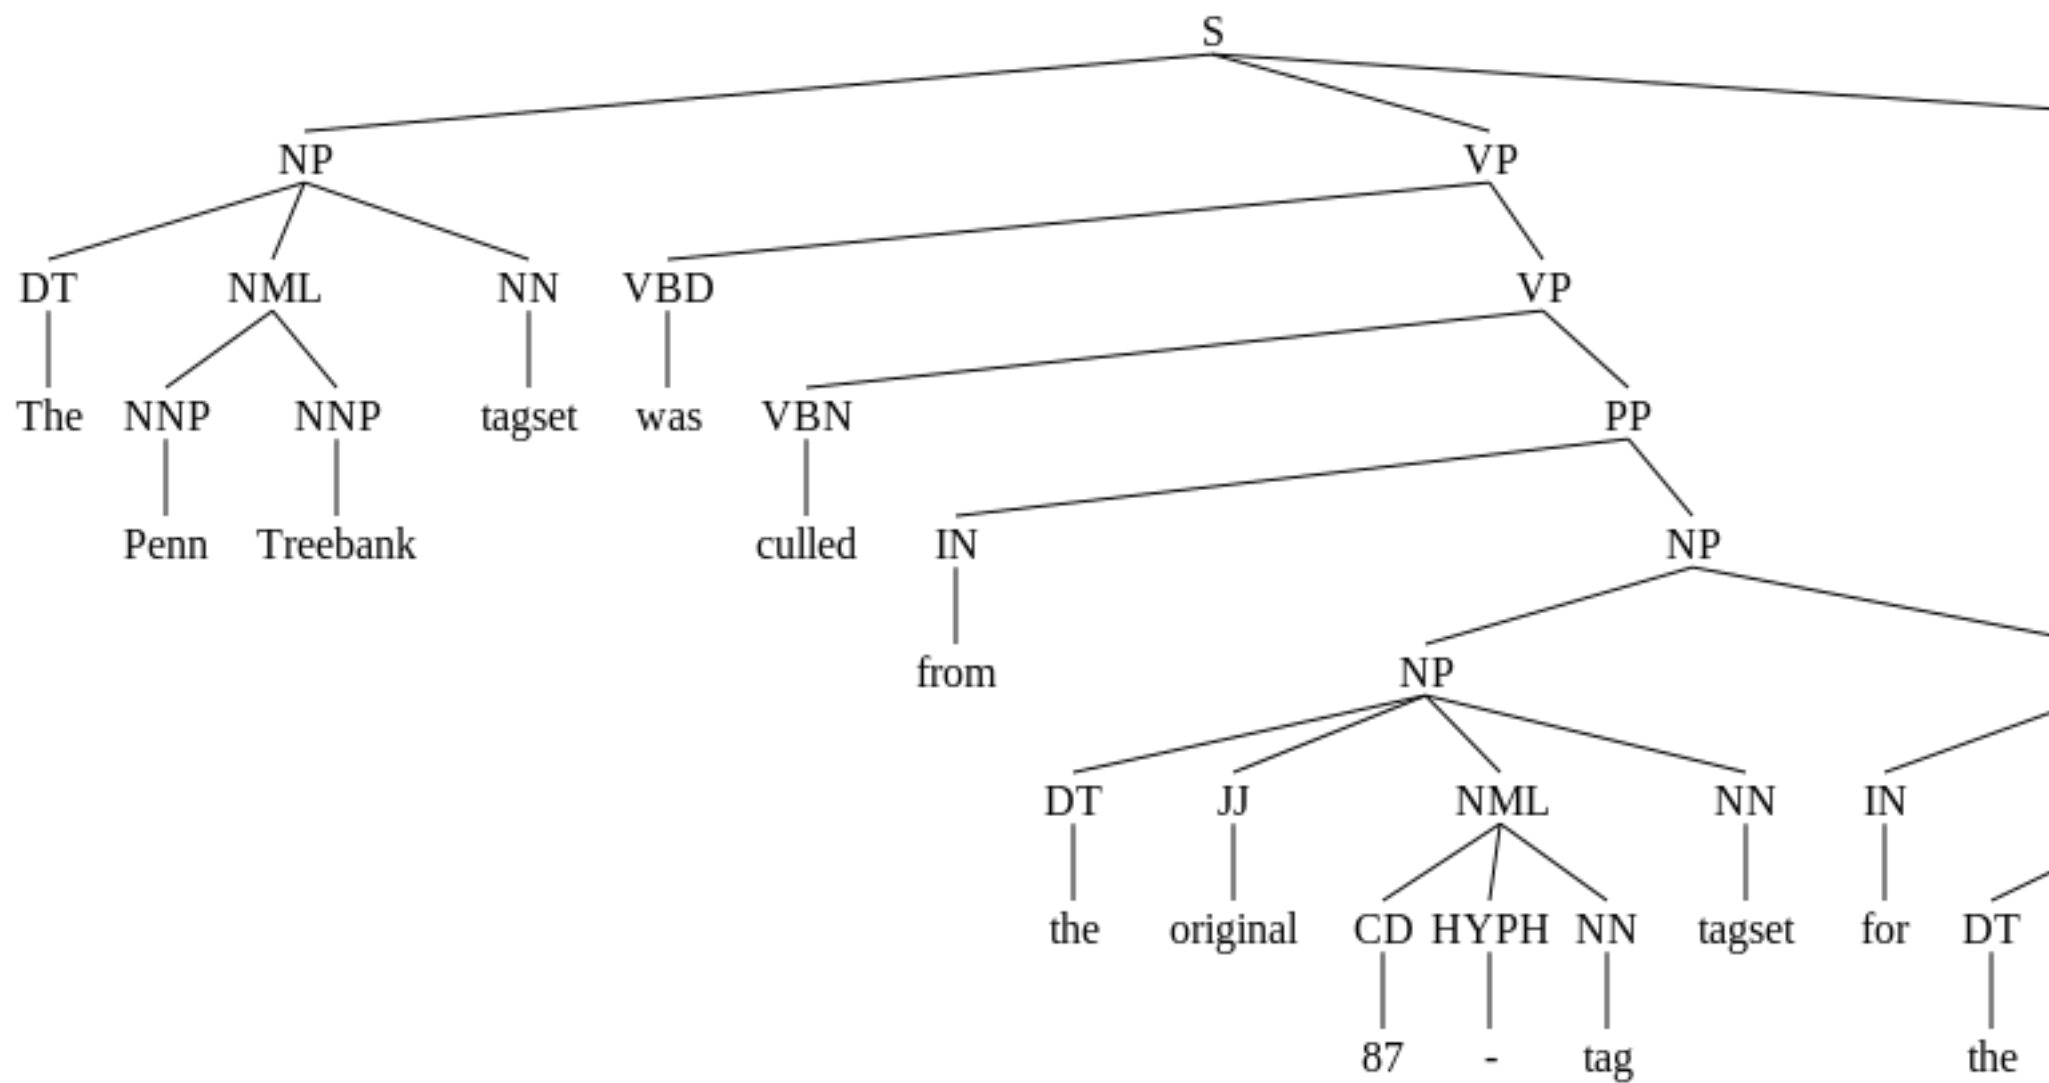 S
NP VP
DT NML NN VBD VP
The NNP NNP tagset was VBN PP
Penn Treebank culled IN NP
from NP
DT JJ NML NN IN
the original CD HYPH NN tagset for DT
87 - tag the